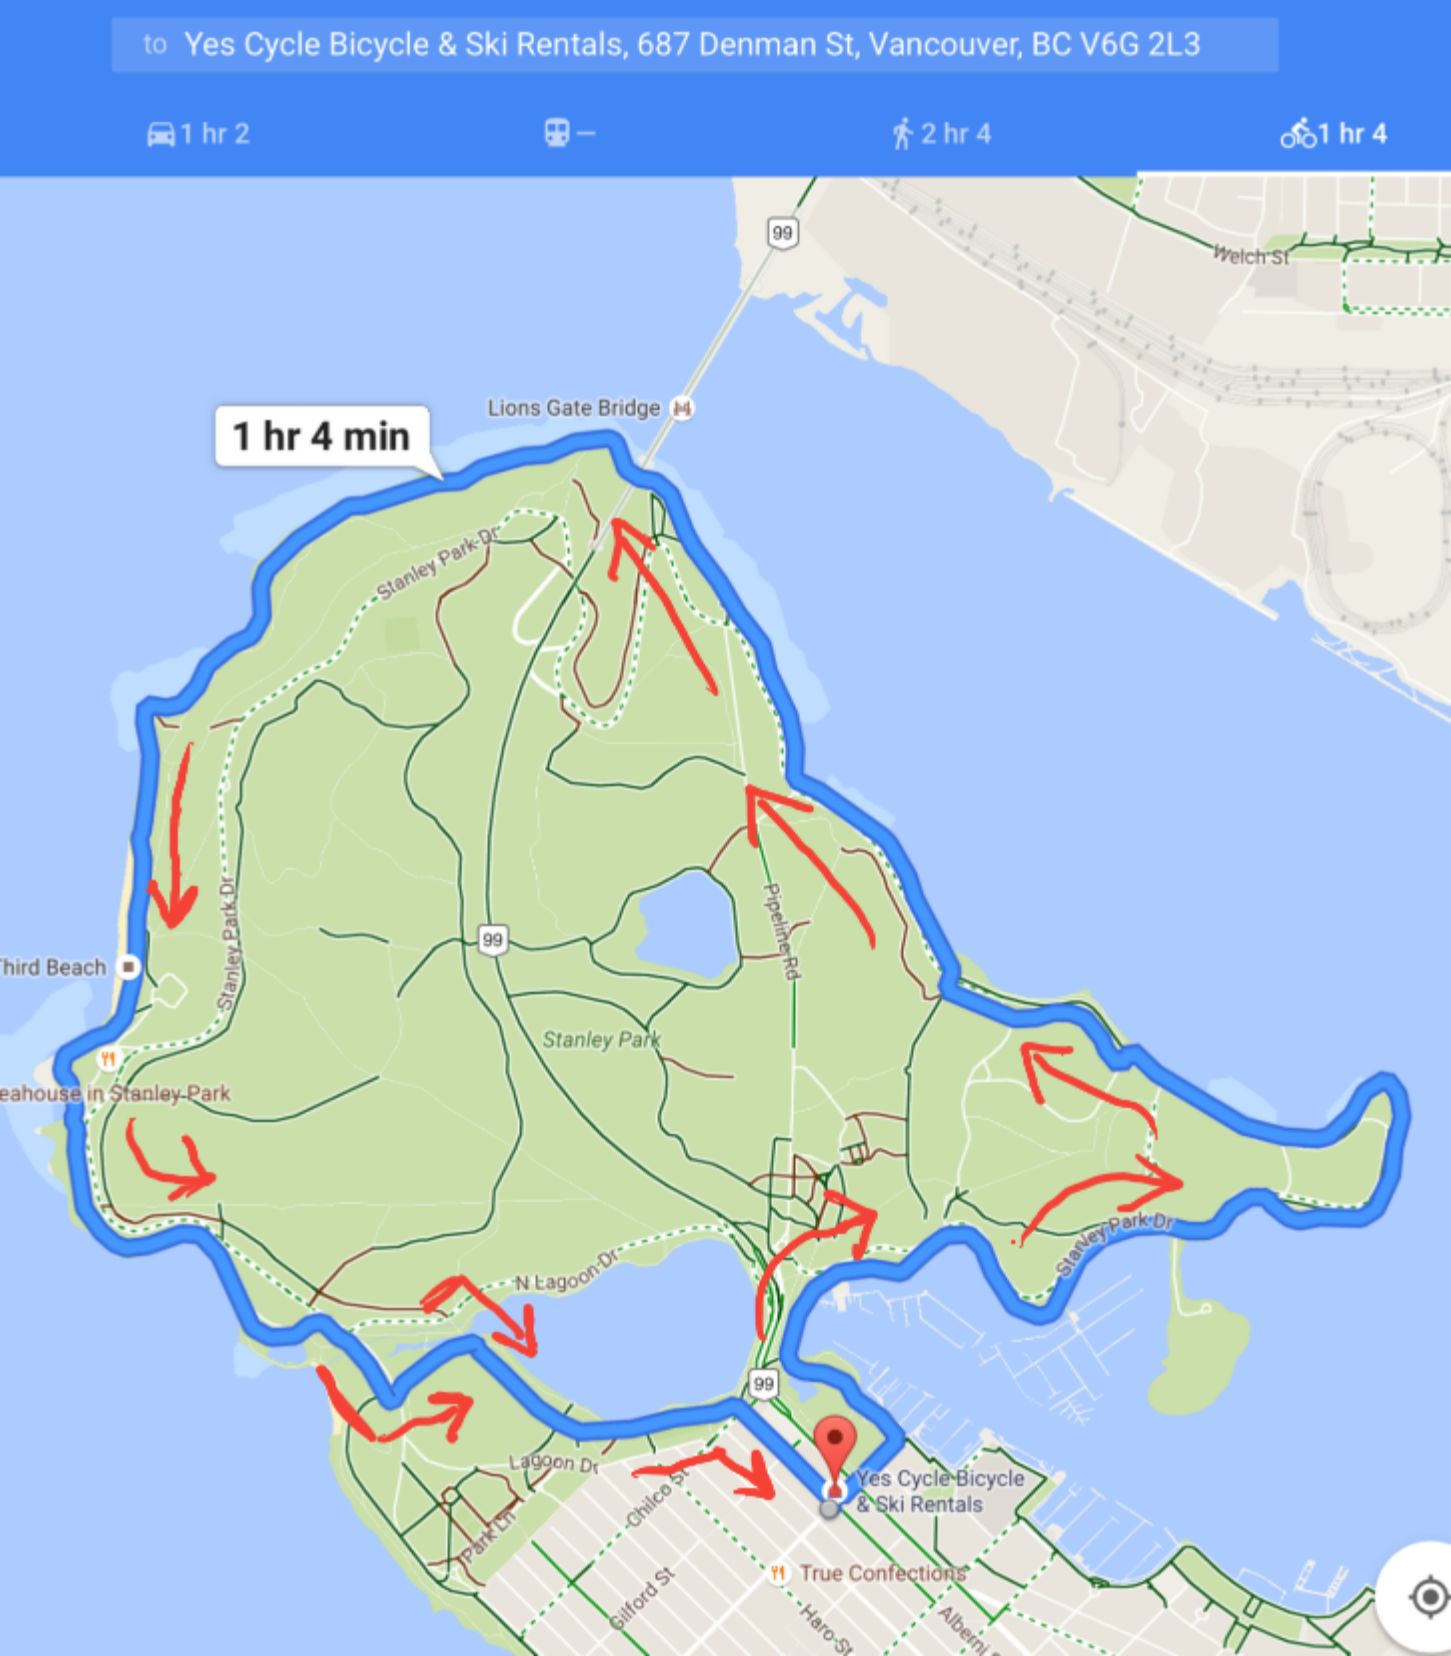 to Yes Cycle Bicycle & Ski Rentals, 687 Denman St, Vancouver, BC V6G 2L3
1 hr 2
—
2 hr 4
1 hr 4
99
Welch St
Lions Gate Bridge
1 hr 4 min
Stanley Park Dr
Pipeline Rd
Stanley Park Dr
99
Third Beach
Stanley Park
eahouse in Stanley Park
Stanley Park Dr
N Lagoon Dr
99
Lagoon Dr
Yes Cycle Bicycle
& Ski Rentals
Chilco St
Park Ln
True Confections
Gilford St
Haro St
Alberni S